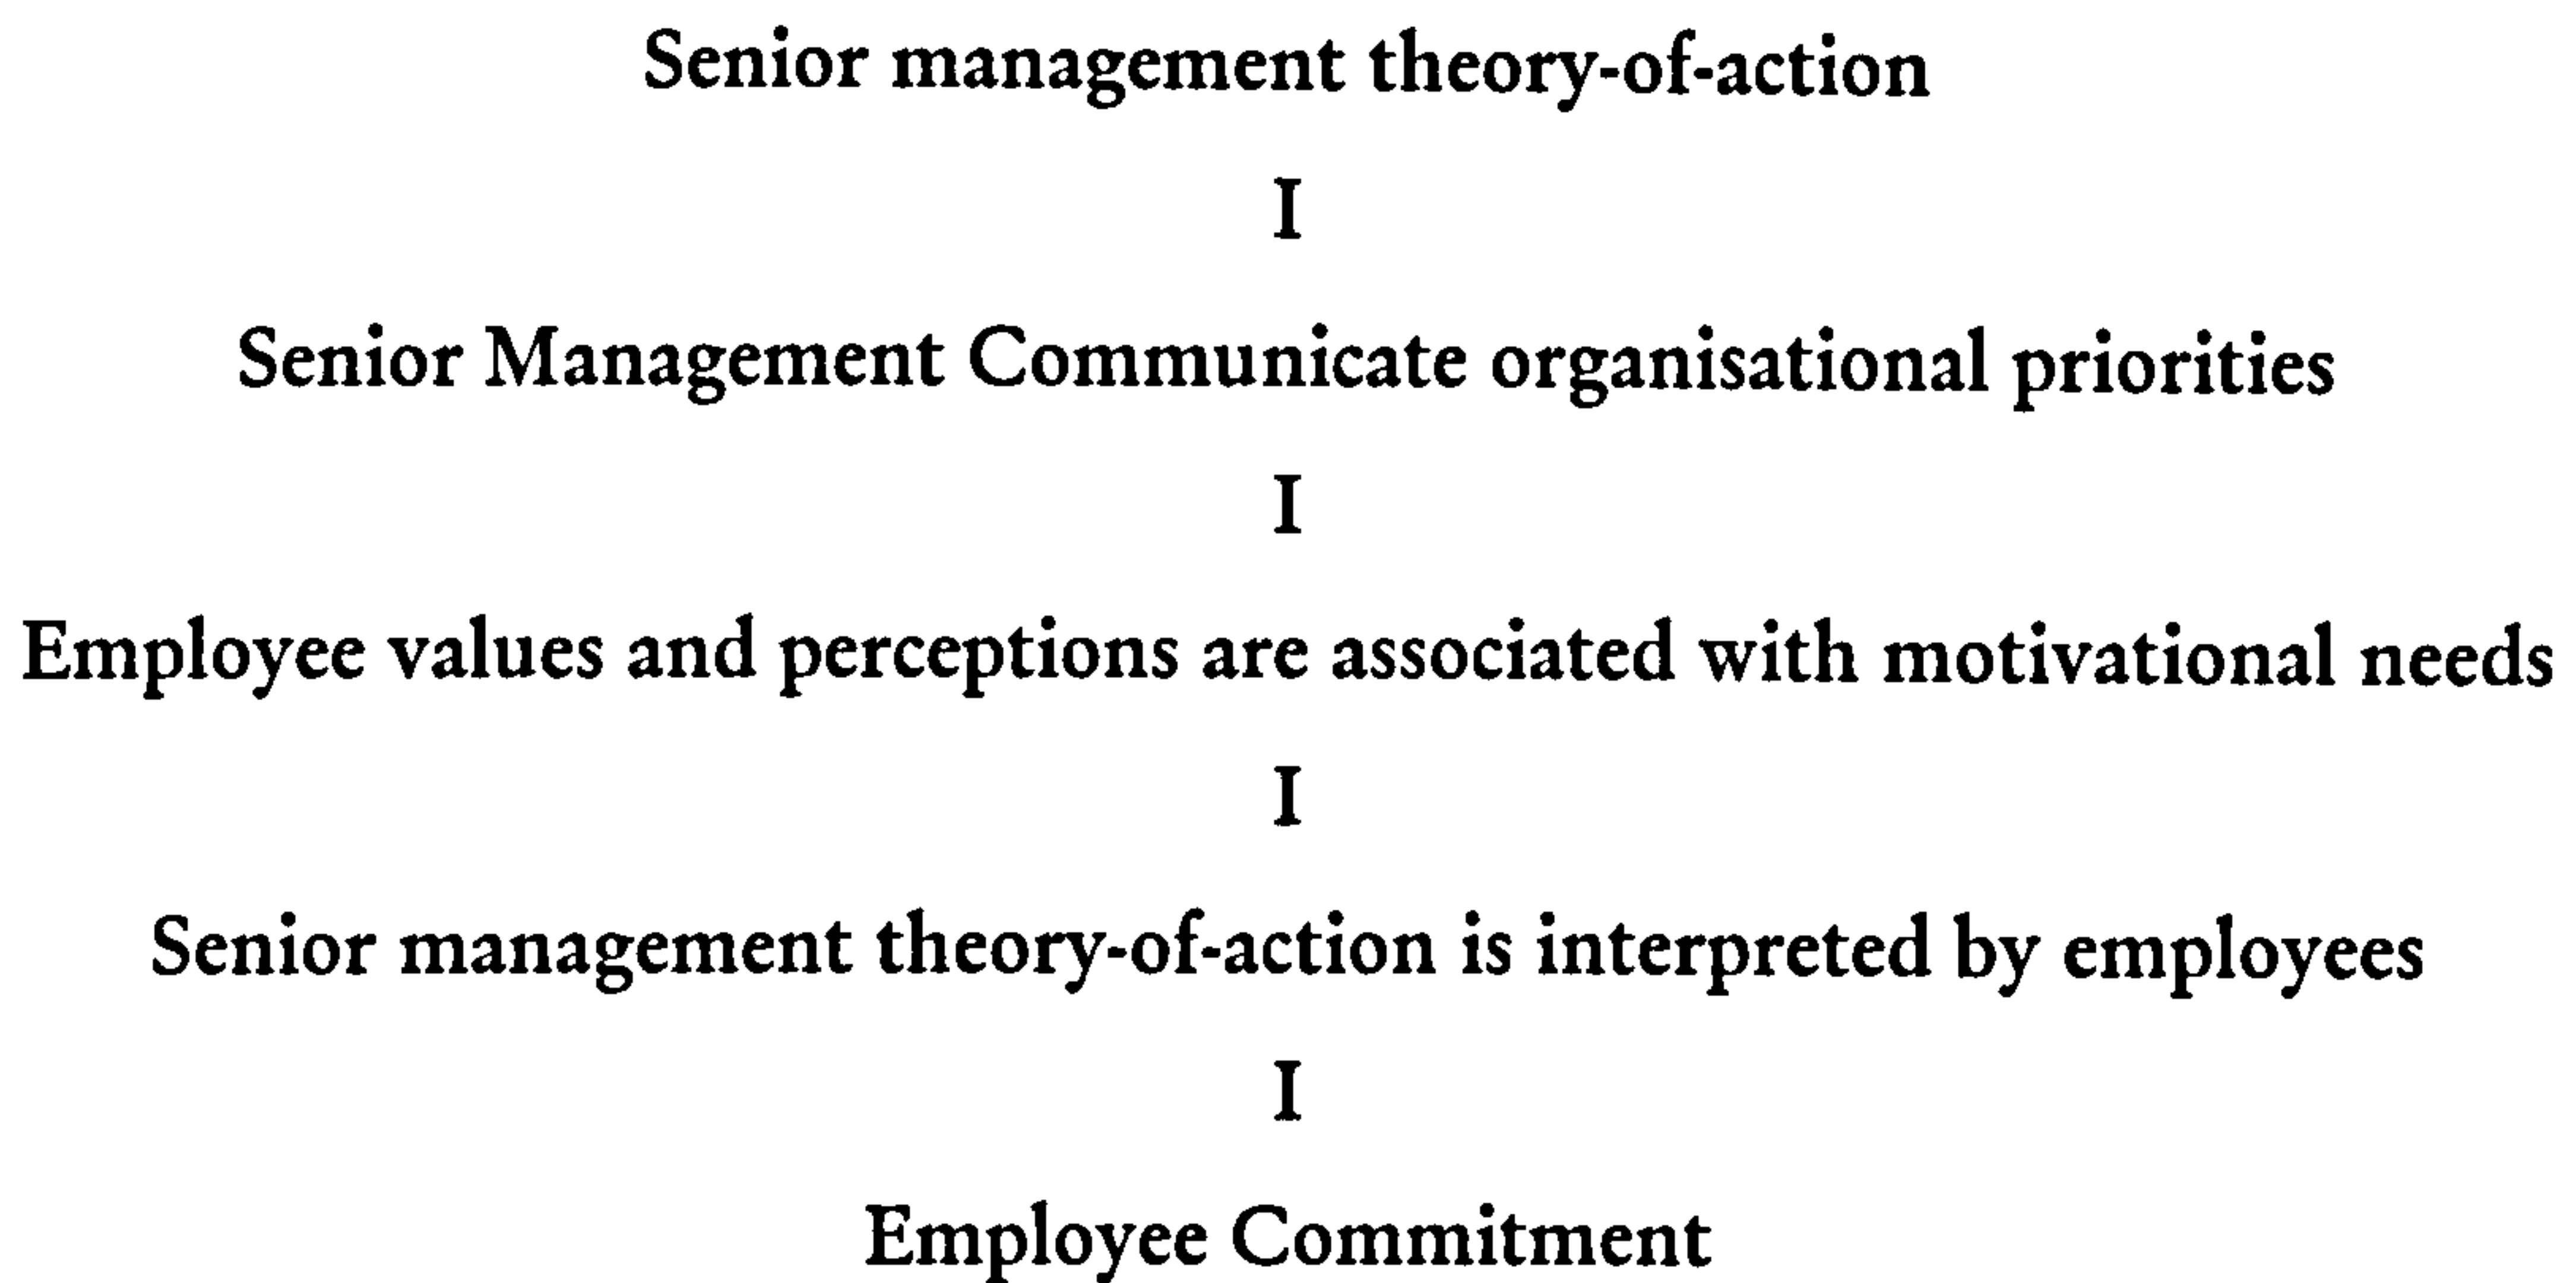 Senior management theory-of-action
I
Senior Management Communicate organisational priorities
I
Employee values and perceptions are associated with motivational needs
I
Senior management theory-of-action is interpreted by employees
I
Employee Commitment